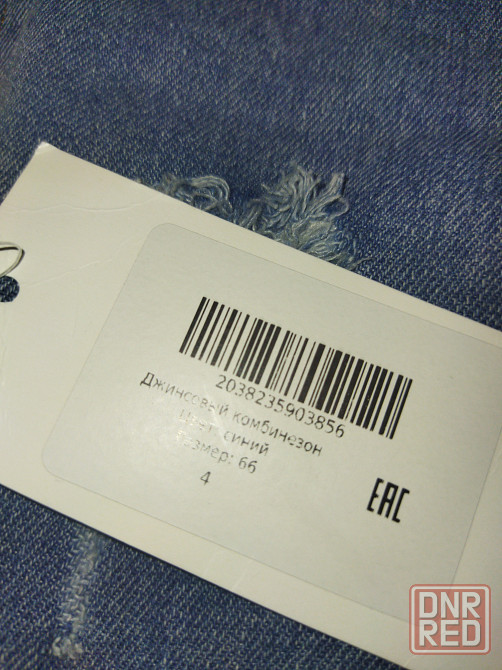 2038235903856
Джинсовый комбинезон
Цвет: синий
Размер: 66
4
EAC
DNR
RED